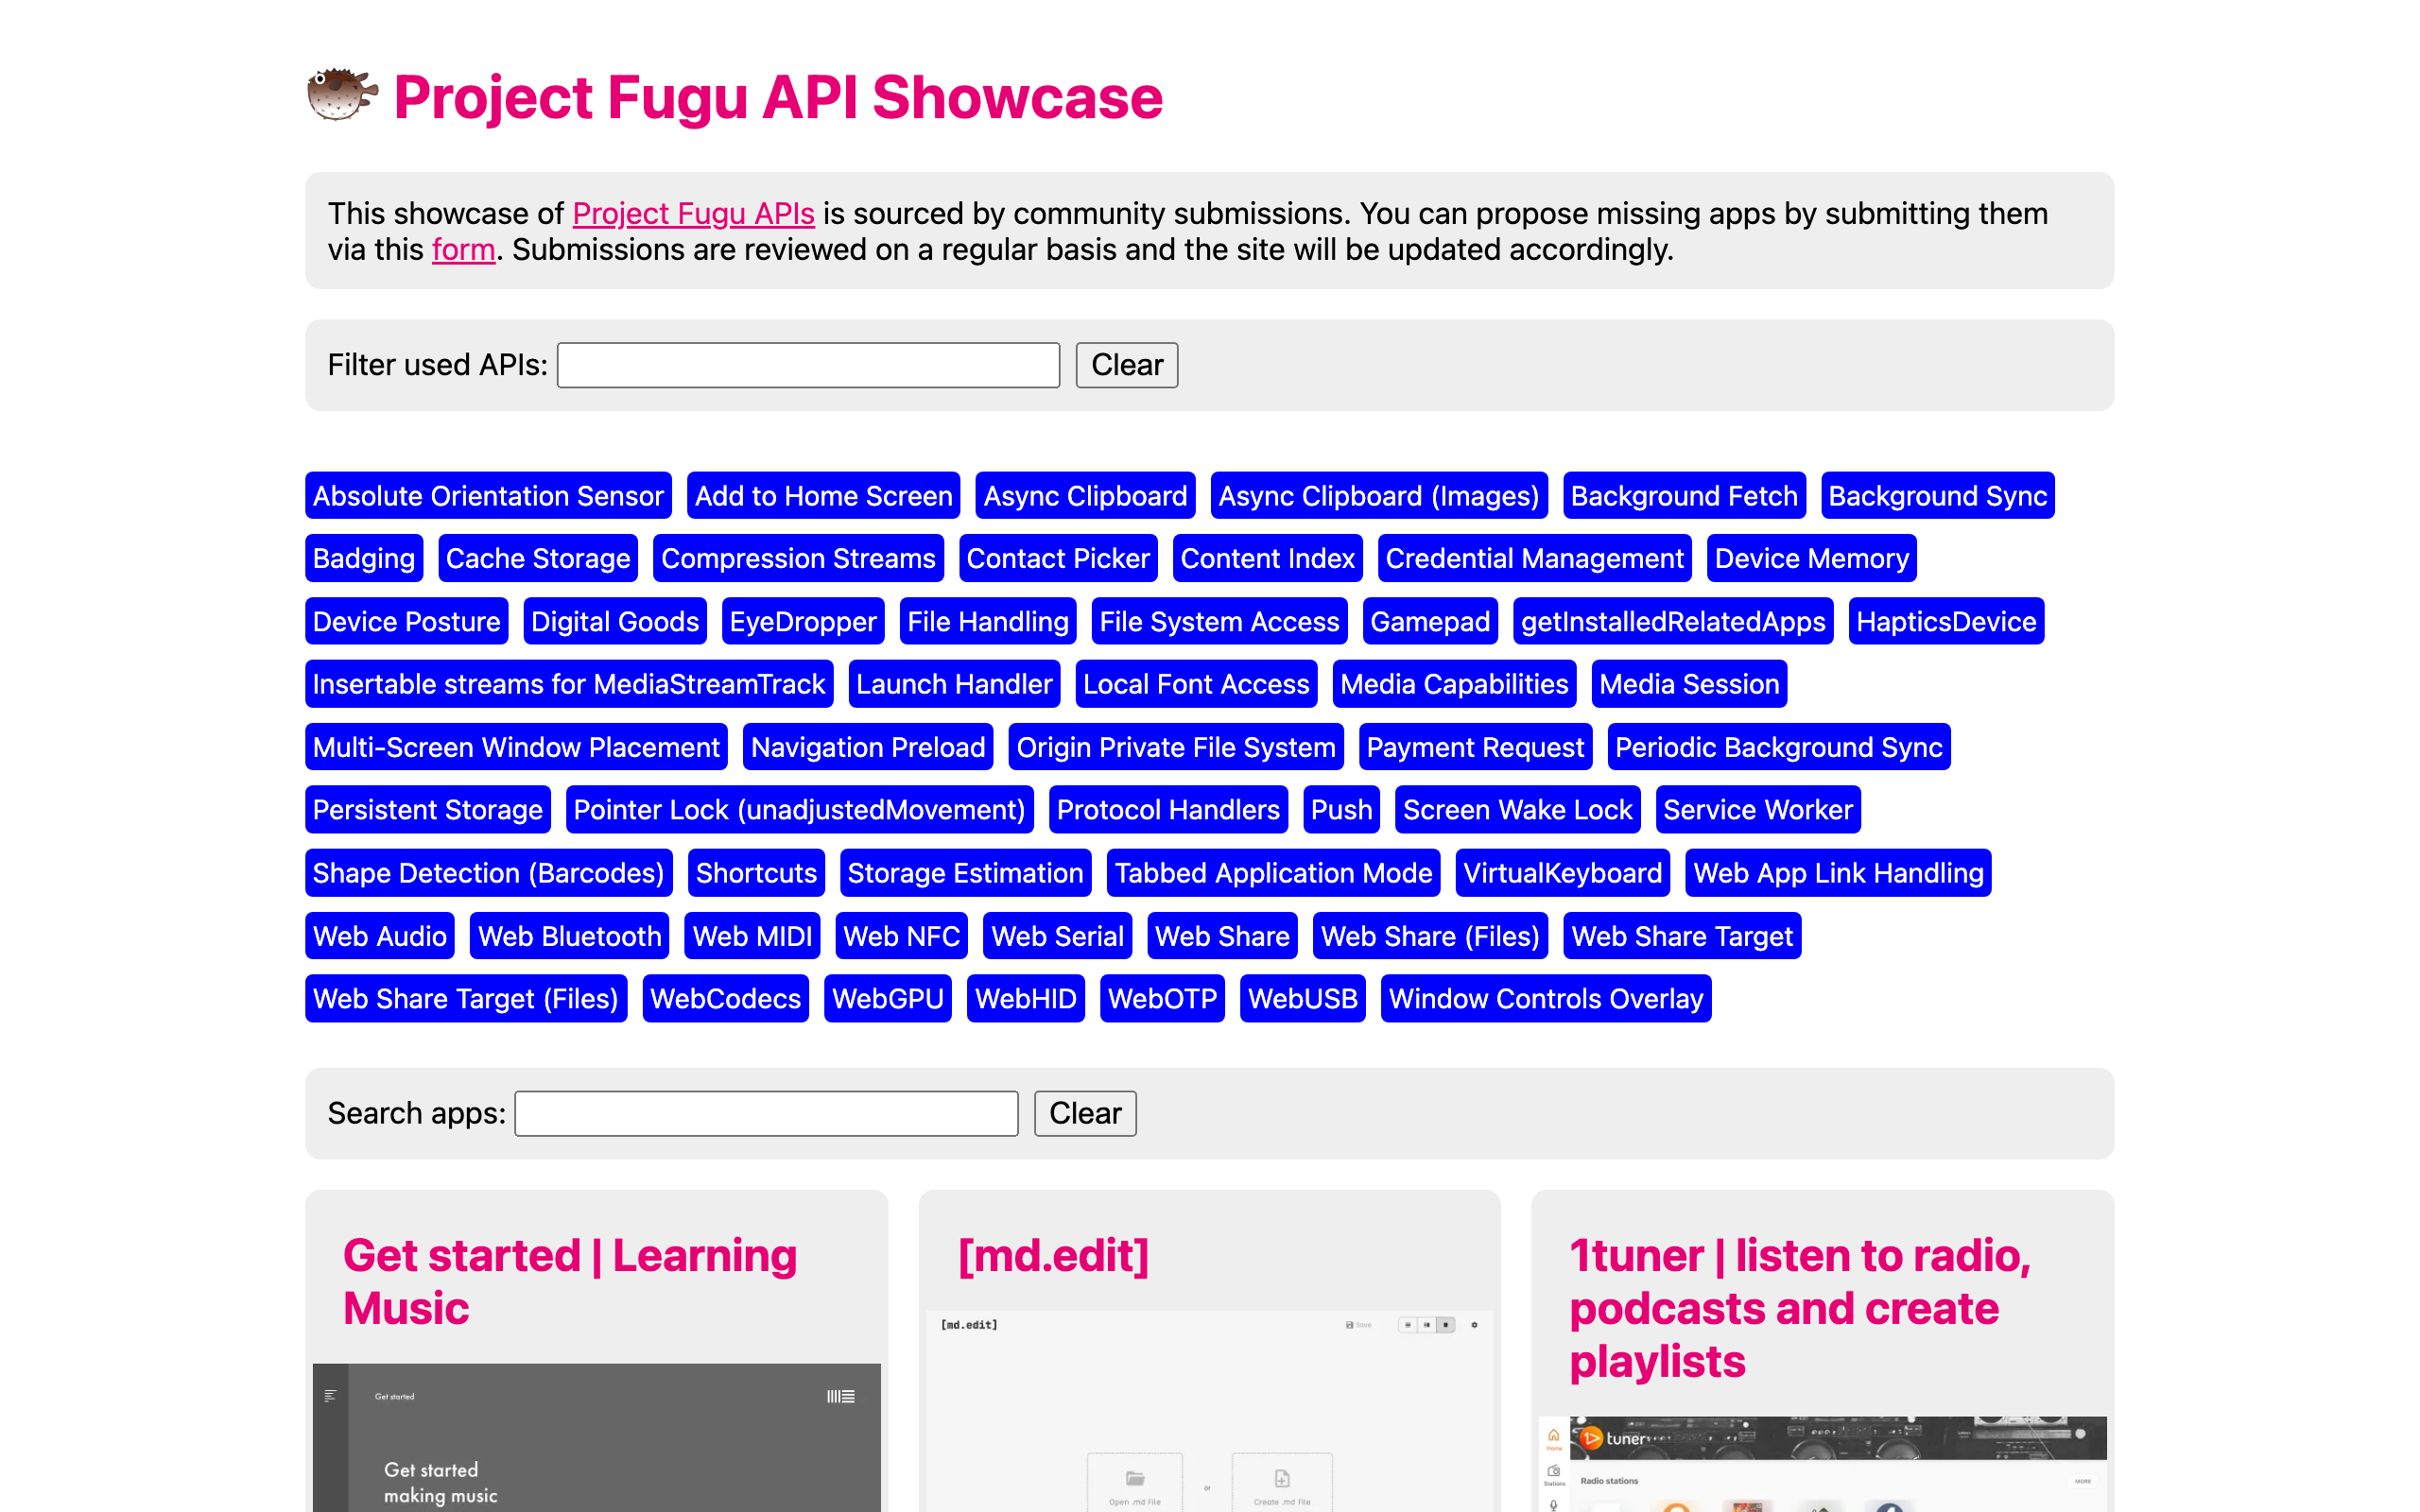 Project Fugu API Showcase
This showcase of Project Fugu APIs is sourced by community submissions. You can propose missing apps by submitting them
via this form. Submissions are reviewed on a regular basis and the site will be updated accordingly.
Filter used APIs: Clear
Absolute Orientation Sensor Add to Home Screen Async Clipboard Async Clipboard (Images) Background Fetch Background Sync
Badging Cache Storage Compression Streams Contact Picker Content Index Credential Management Device Memory
Device Posture Digital Goods EyeDropper File Handling File System Access Gamepad getInstalledRelatedApps HapticsDevice
Insertable streams for MediaStreamTrack Launch Handler Local Font Access Media Capabilities Media Session
Multi-Screen Window Placement Navigation Preload Origin Private File System Payment Request Periodic Background Sync
Persistent Storage Pointer Lock (unadjustedMovement) Protocol Handlers Push Screen Wake Lock Service Worker
Shape Detection (Barcodes) Shortcuts Storage Estimation Tabbed Application Mode VirtualKeyboard Web App Link Handling
Web Audio Web Bluetooth Web MIDI Web NFC Web Serial Web Share Web Share (Files) Web Share Target
Web Share Target (Files) WebCodecs WebGPU WebHID WebOTP WebUSB Window Controls Overlay
Search apps: Clear
Get started | Learning
Music
Get started
Get started
making music
[md.edit]
[md.edit] Save
Open .md File or Create .md File
1tuner | listen to radio,
podcasts and create
playlists
tuner
Home
Radio stations MORE
Stations